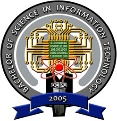 BACHELOR OF SCIENCE IN INFORMATION TECHNOLOGY
2005